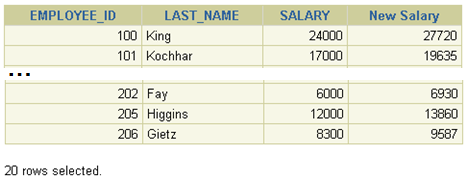 EMPLOYEE_ID LAST_NAME SALARY New Salary
100 King 24000 27720
101 Kochhar 17000 19635
...
202 Fay 6000 6930
205 Higgins 12000 13860
206 Gietz 8300 9587
20 rows selected.